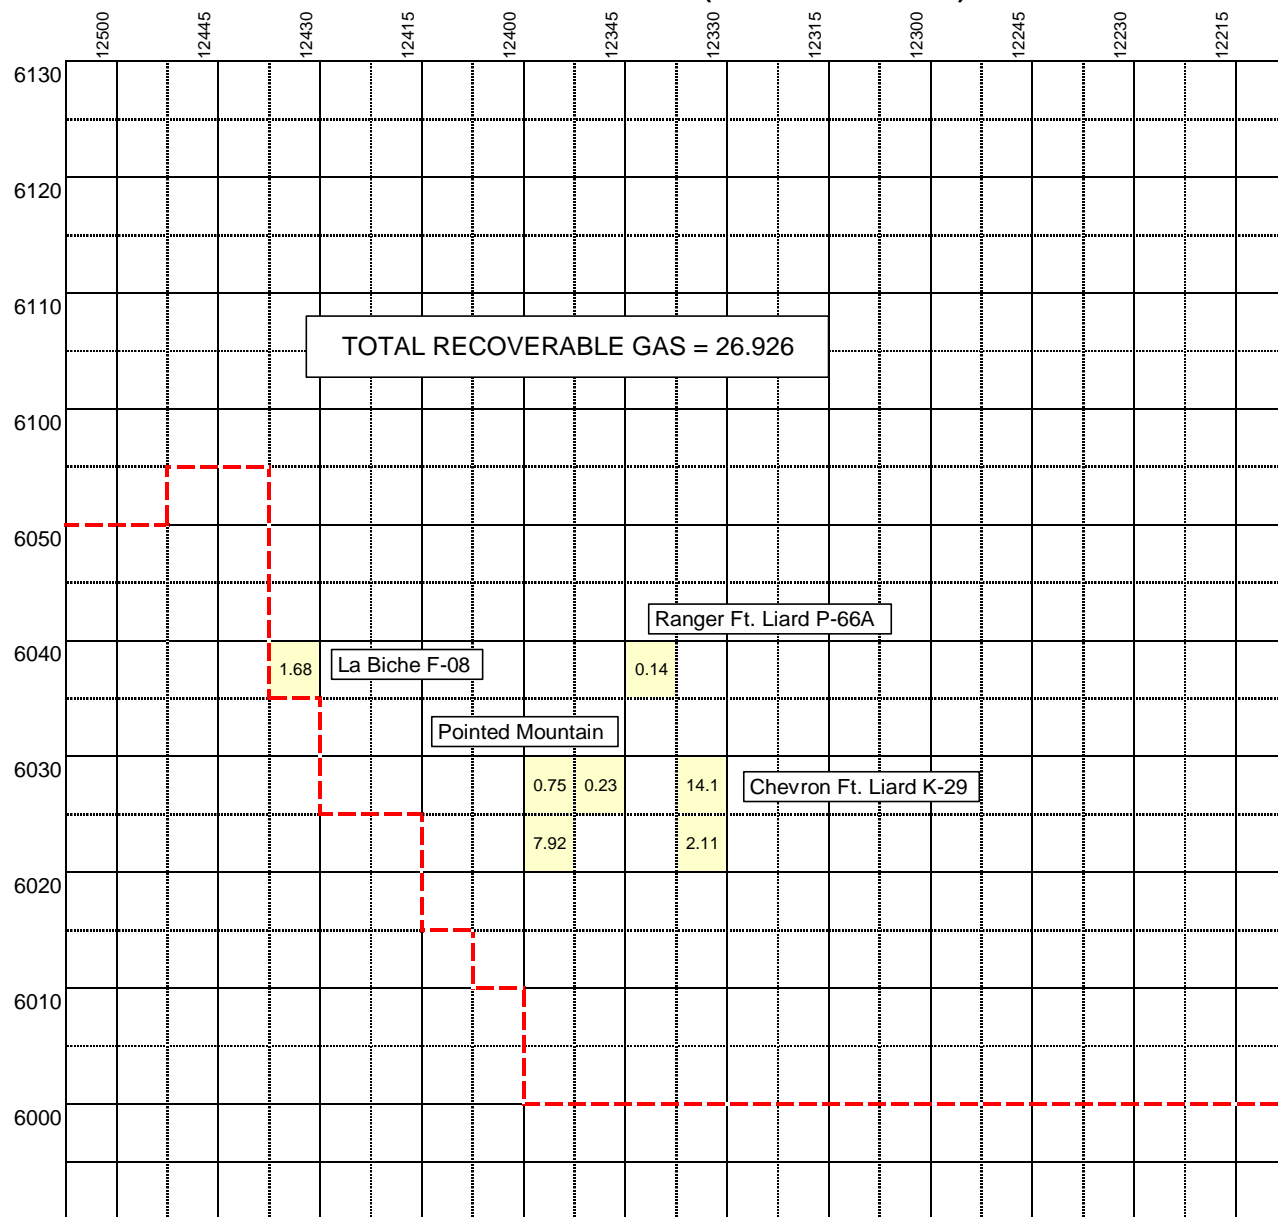 12500 12445 12430 12415 12400 12345 12330 12315 12300 12245 12230 12215
6130
6120
6110
TOTAL RECOVERABLE GAS = 26.926
6100
6050
Ranger Ft. Liard P-66A
6040
1.68 La Biche F-08 0.14
Pointed Mountain
6030
0.75 0.23 14.1 Chevron Ft. Liard K-29
7.92 2.11
6020
6010
6000